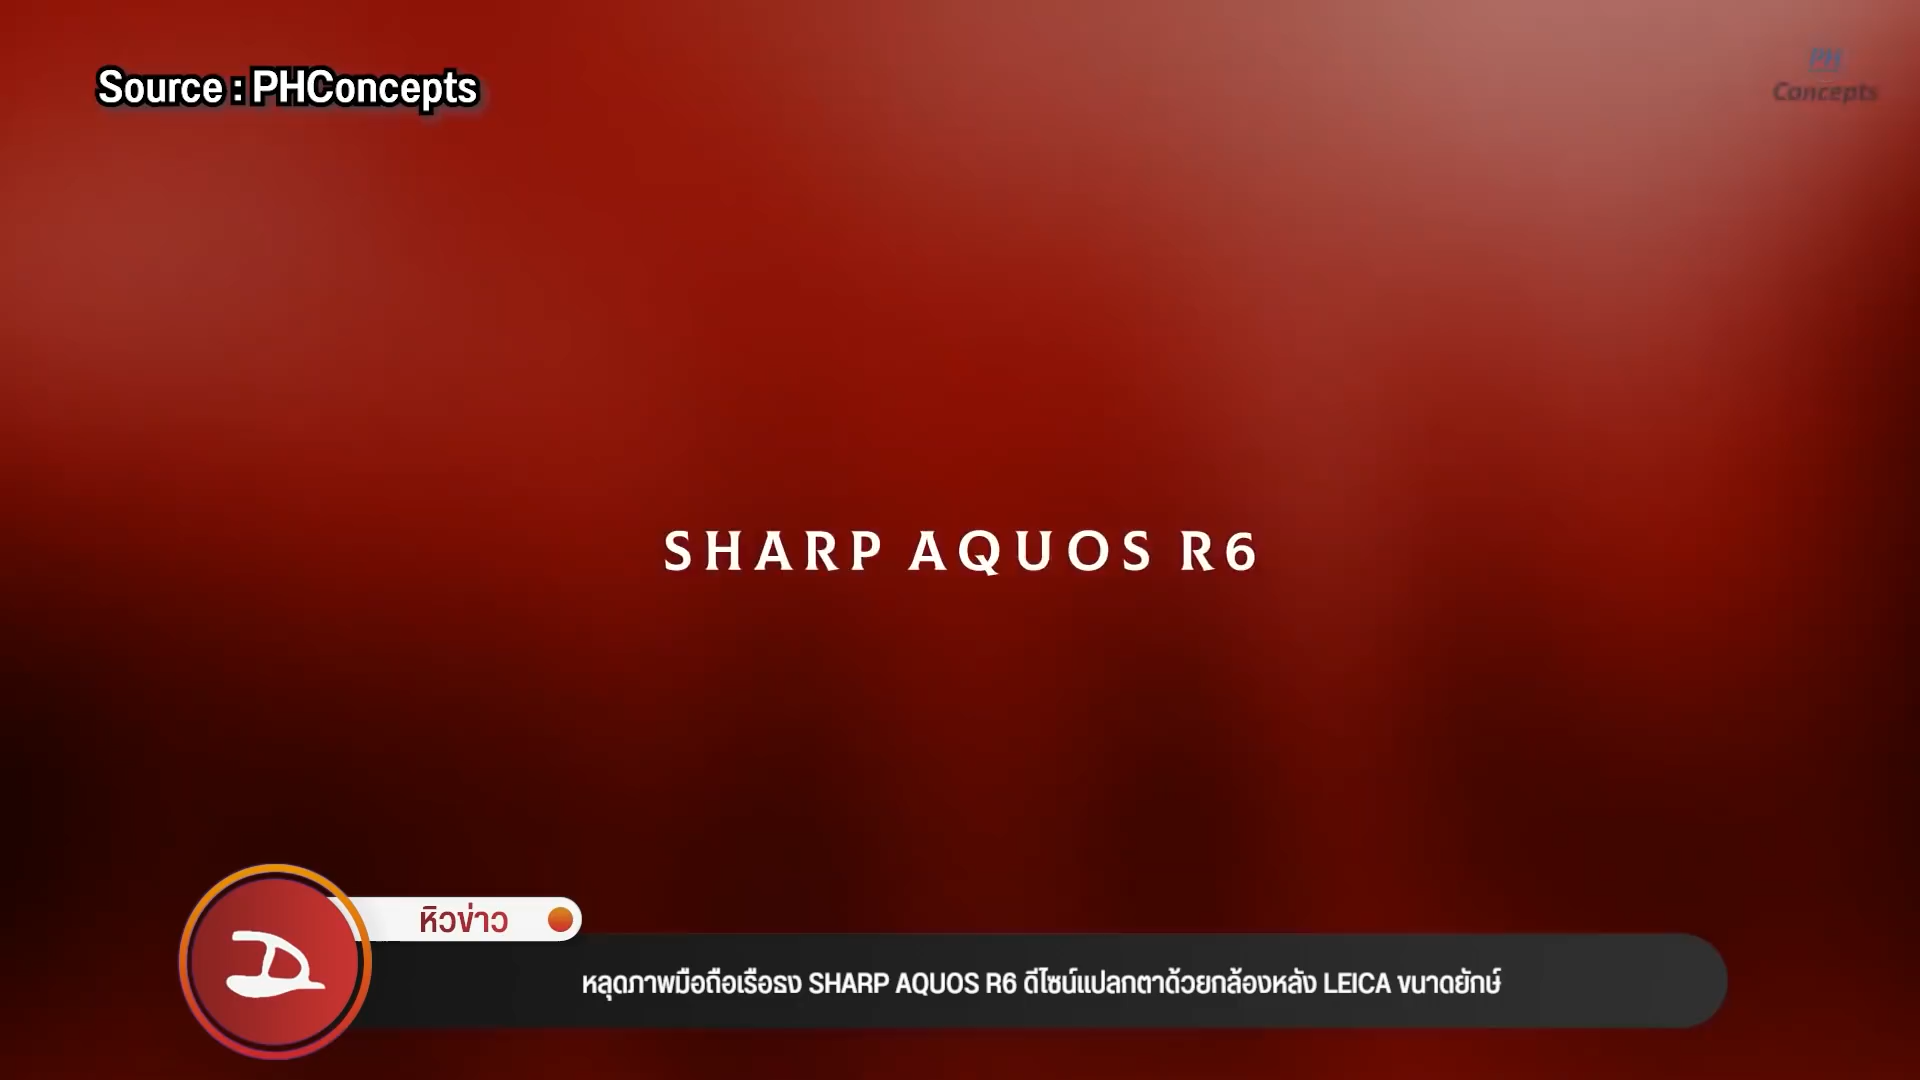 Source : PHConcepts
PH
Concepts
SHARP AQUOS R6
หิวข่าว
หลุดภาพมือถือเรือธง SHARP AQUOS R6 ดีไซน์แปลกตาด้วยกล้องหลัง LEICA ขนาดยักษ์